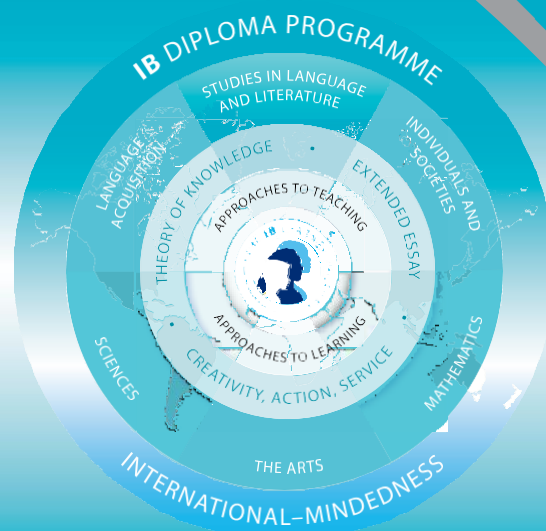 IB DIPLOMA PROGRAMME
STUDIES IN LANGUAGE
AND LITERATURE
LANGUAGE
ACQUISITION
INDIVIDUALS AND
SOCIETIES
THEORY OF KNOWLEDGE
EXTENDED ESSAY
APPROACHES TO TEACHING
APPROACHES TO LEARNING
CREATIVITY, ACTION, SERVICE
SCIENCES
MATHEMATICS
THE ARTS
INTERNATIONAL–MINDEDNESS